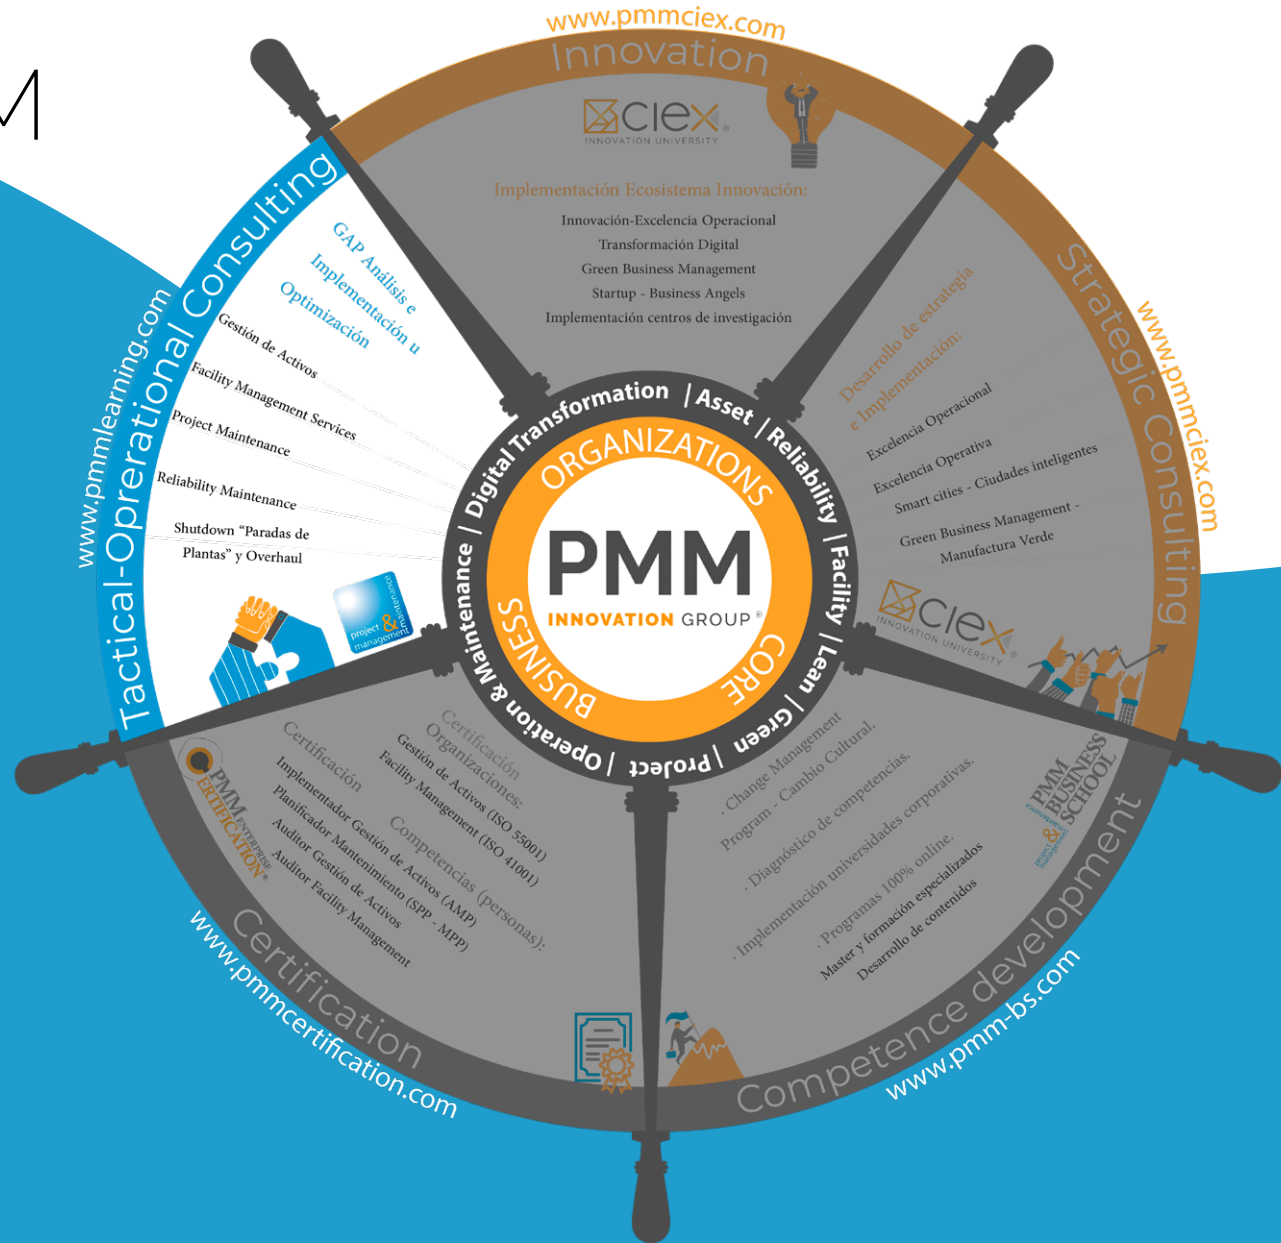 M
www.pmmciex.com
Innovation
CIEX®
INNOVATION UNIVERSITY
Implementación Ecosistema Innovación:
Innovación-Excelencia Operacional
Transformación Digital
Green Business Management
Startup - Business Angels
Implementación centros de investigación
www.pmmciex.com
Strategic Consulting
Desarrollo de estrategia
e Implementación:
Excelencia Operacional
Excelencia Operativa
Smart cities - Ciudades inteligentes
Green Business Management -
Manufactura Verde
CIEX®
INNOVATION UNIVERSITY
www.pmmlearning.com
Tactical-Oprerational Consulting
GAP Análisis e
Implementación u
Optimización
Gestión de Activos
Facility Management Services
Project Maintenance
Reliability Maintenance
Shutdown “Paradas de
Plantas” y Overhaul
project & management
maintenance
| Digital Transformation | Asset | Reliability | Facility | Lean | Green | Project | Operation & Maintenance
ORGANIZATIONS
BUSINESS
CORE
PMM
INNOVATION GROUP®
PMM ENTERPRISE
CERTIFICATION®
Certificación
Organizaciones:
Gestión de Activos (ISO 55001)
Facility Management (ISO 41001)
Certificación
Competencias (personas):
Implementador Gestión de Activos (AMP)
Planificador Mantenimiento (SPP - MPP)
Auditor Gestión de Activos
Auditor Facility Management
Certification
www.pmmcertification.com
. Change Management
Program - Cambio Cultural.
. Diagnóstico de competencias.
. Implementación universidades corporativas.
. Programas 100% online.
Master y formación especializados
Desarrollo de contenidos
PMM
BUSINESS
SCHOOL
project & management
maintenance
Competence development
www.pmm-bs.com